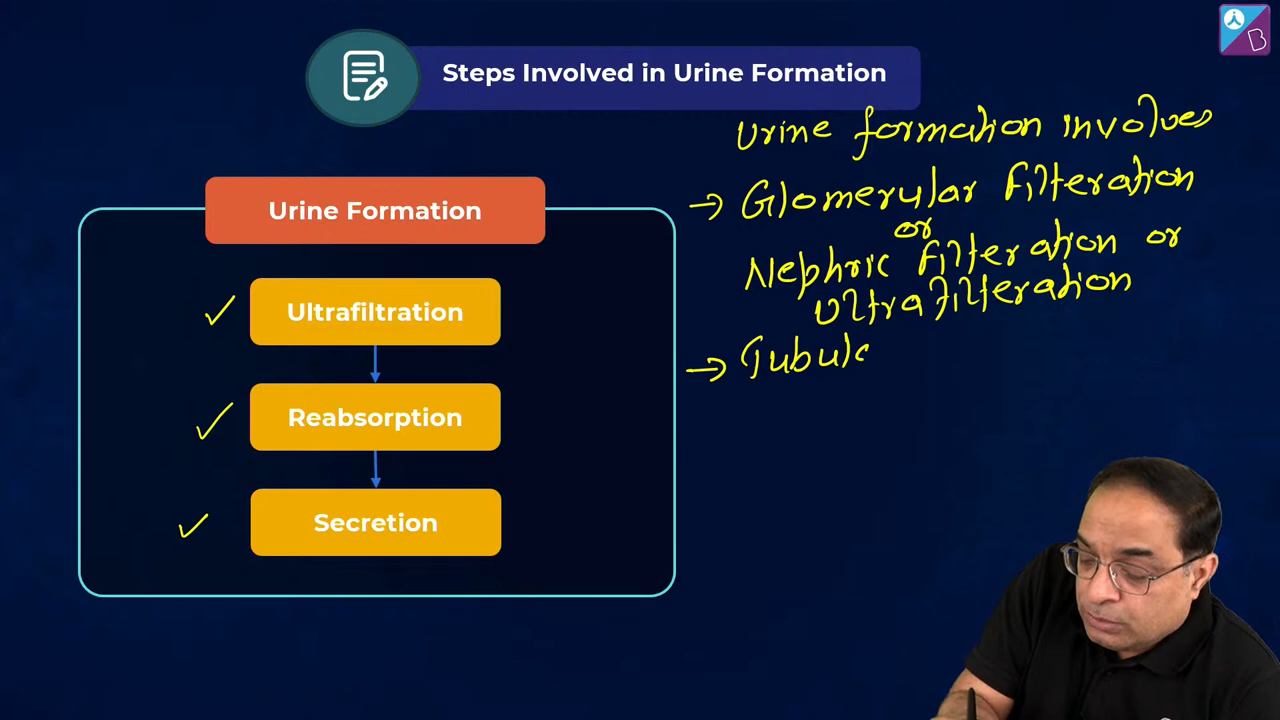 Steps Involved in Urine Formation
Urine formation involves
→ Glomerular Filteration
or
Nephric Filteration or
Ultrafilteration
→ Tubula
Urine Formation
Ultrafiltration
Reabsorption
Secretion
B